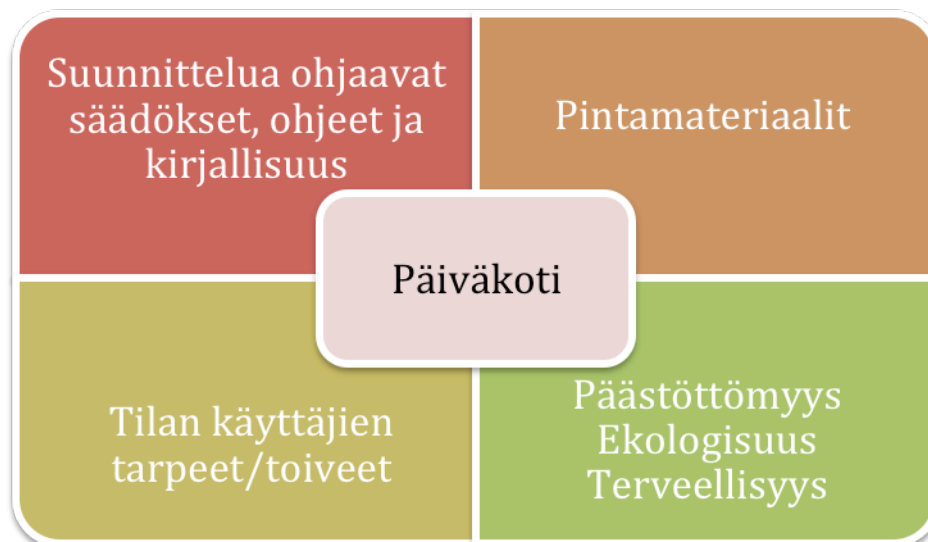 Suunnittelua ohjaavat
säädökset, ohjeet ja
kirjallisuus
Pintamateriaalit
Päiväkoti
Tilan käyttäjien
tarpeet/toiveet
Päästöttömyys
Ekologisuus
Terveellisyys